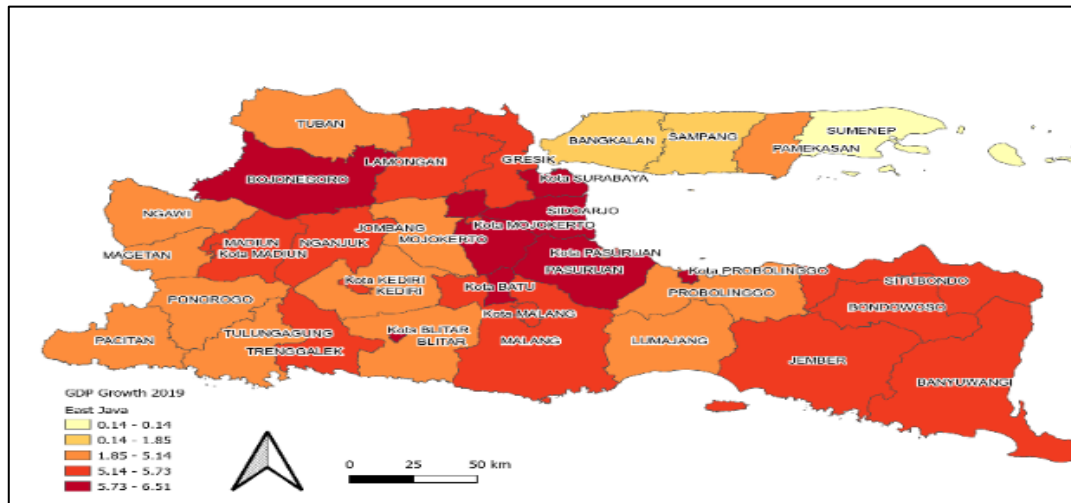 TUBAN
BANGKALAN
SAMPANG
SUMENEP
PAMEKASAN
LAMONGAN
GRESIK
BOJONEGORO
Kota SURABAYA
SIDOARJO
NGAWI
JOMBANG
Kota MOJOKERTO
MOJOKERTO
MADIUN
NGANJUK
Kota MADIUN
MAGETAN
Kota PASURUAN
PASURUAN
Kota PROBOLINGGO
PROBOLINGGO
SITUBONDO
Kota KEDIRI
KEDIRI
Kota BATU
PONOROGO
BONDOWOSO
Kota MALANG
TULUNGAGUNG
Kota BLITAR
BLITAR
PACITAN
MALANG
LUMAJANG
TRENGGALEK
JEMBER
BANYUWANGI
GDP Growth 2019
East Java
0.14 - 0.14
0.14 - 1.85
1.85 - 5.14
5.14 - 5.73
5.73 - 6.51
0 25 50 km